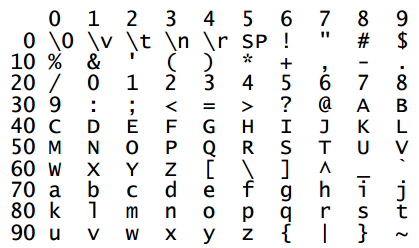 0 1 2 3 4 5 6 7 8 9
0 \0 \v \t \n \r SP ! " # $
10 % & ' ( ) * + , - .
20 / 0 1 2 3 4 5 6 7 8
30 9 : ; < = > ? @ A B
40 C D E F G H I J K L
50 M N O P Q R S T U V
60 W X Y Z [ \ ] ^ _ `
70 a b c d e f g h i j
80 k l m n o p q r s t
90 u v w x y z { | } ~